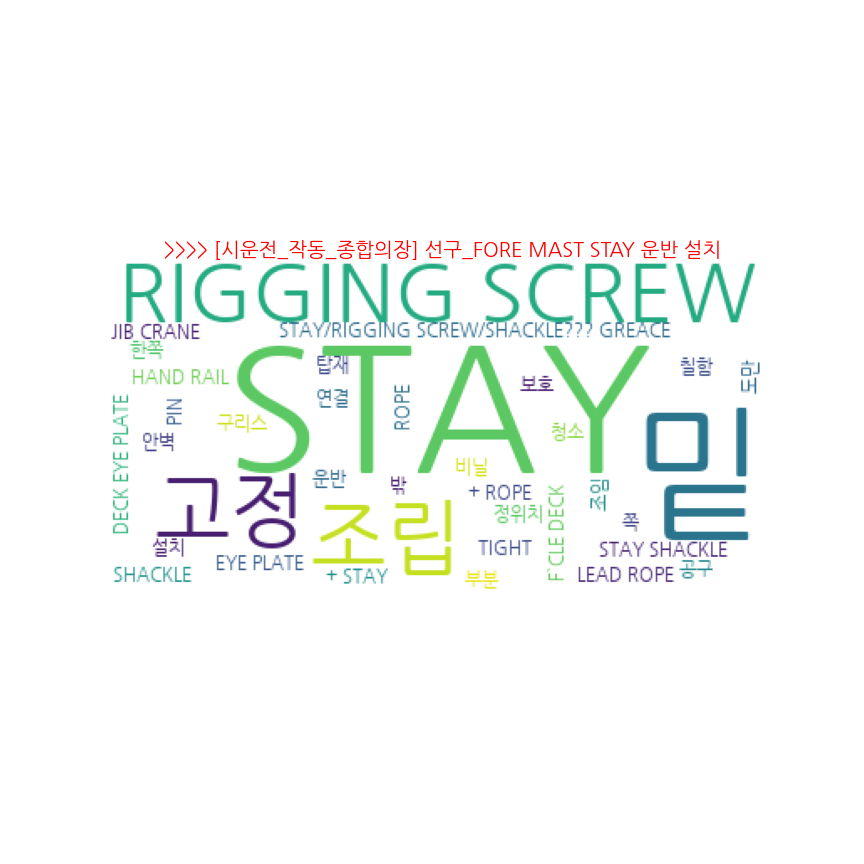 >>>> [시운전_작동_종합의장] 선구_FORE MAST STAY 운반 설치
RIGGING SCREW
JIB CRANE
STAY/RIGGING SCREW/SHACKLE??? GREACE
한쪽
탑재
칠함
도면
HAND RAIL
STAY
연결
보호
ROPE
PIN
구리스
안벽
청소
DECK EYE PLATE
밑
비닐
운반
밖
+ ROPE
조임
고정
조립
정위치
쪽
설치
TIGHT
F`CLE DECK
STAY SHACKLE
EYE PLATE
SHACKLE
+ STAY
부분
LEAD ROPE
공구